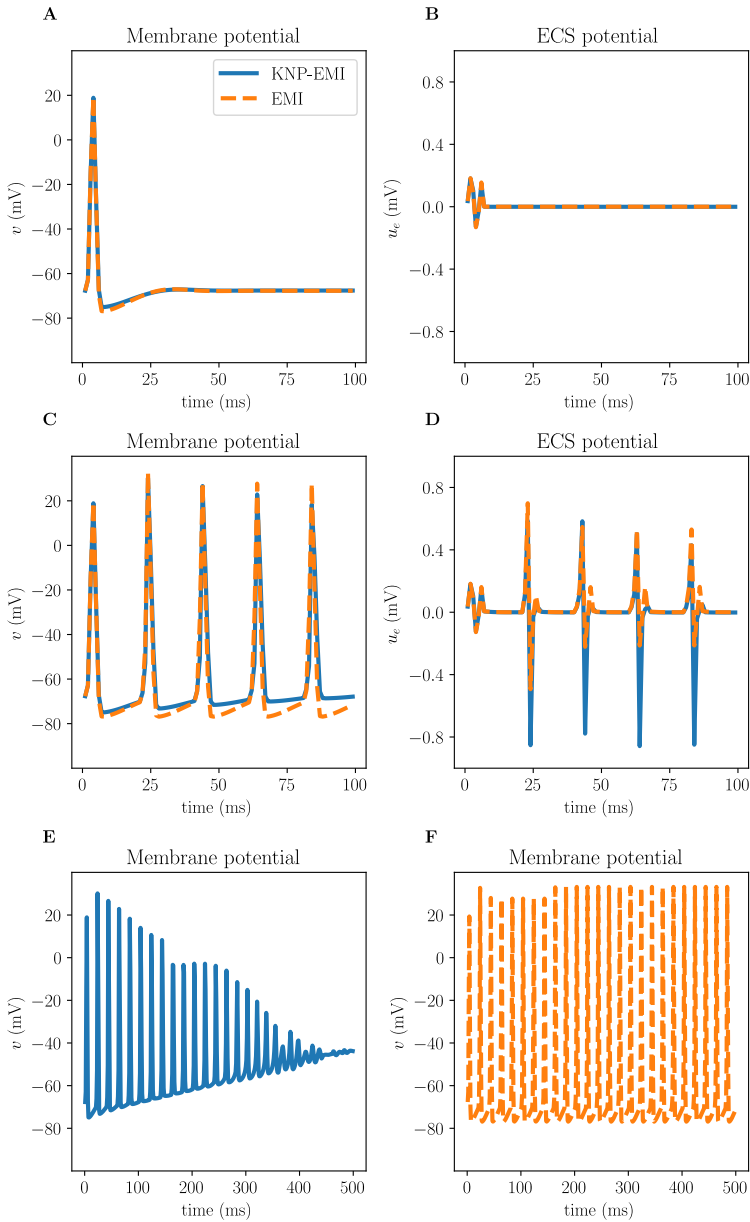 A
Membrane potential
KNP-EMI
EMI
20
0
−20
−40
−60
−80
v (mV)
0
25
50
75
100
time (ms)
B
ECS potential
0.8
0.4
0.0
−0.4
−0.8
u_e (mV)
0
25
50
75
100
time (ms)
C
Membrane potential
20
0
−20
−40
−60
−80
v (mV)
0
25
50
75
100
time (ms)
D
ECS potential
0.8
0.4
0.0
−0.4
−0.8
u_e (mV)
0
25
50
75
100
time (ms)
E
Membrane potential
20
0
−20
−40
−60
−80
v (mV)
0
100
200
300
400
500
time (ms)
F
Membrane potential
20
0
−20
−40
−60
−80
v (mV)
0
100
200
300
400
500
time (ms)